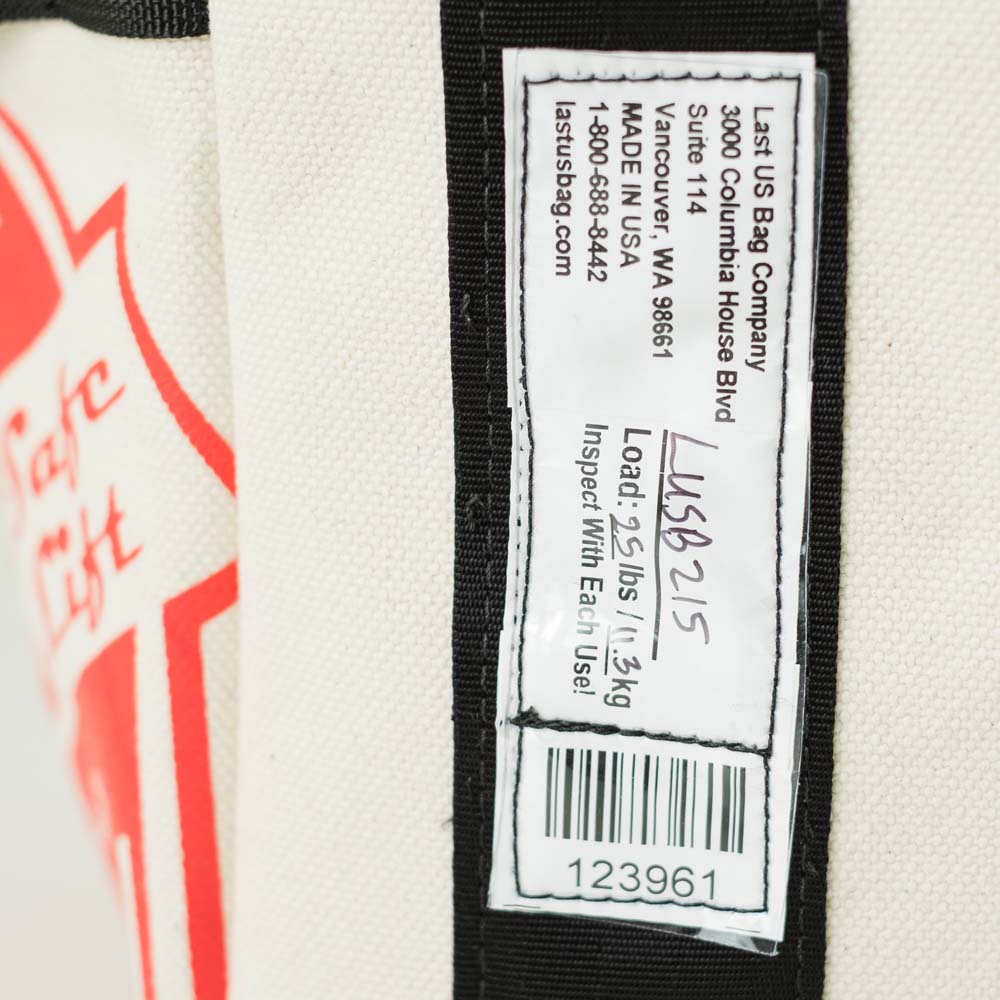 Safe
Lift
Last US Bag Company
3000 Columbia House Blvd
Suite 114
Vancouver, WA 98661
MADE IN USA
1-800-688-8442
lastusbag.com
LUSB215
Load: 25 lbs / 11.3 kg
Inspect With Each Use!
123961